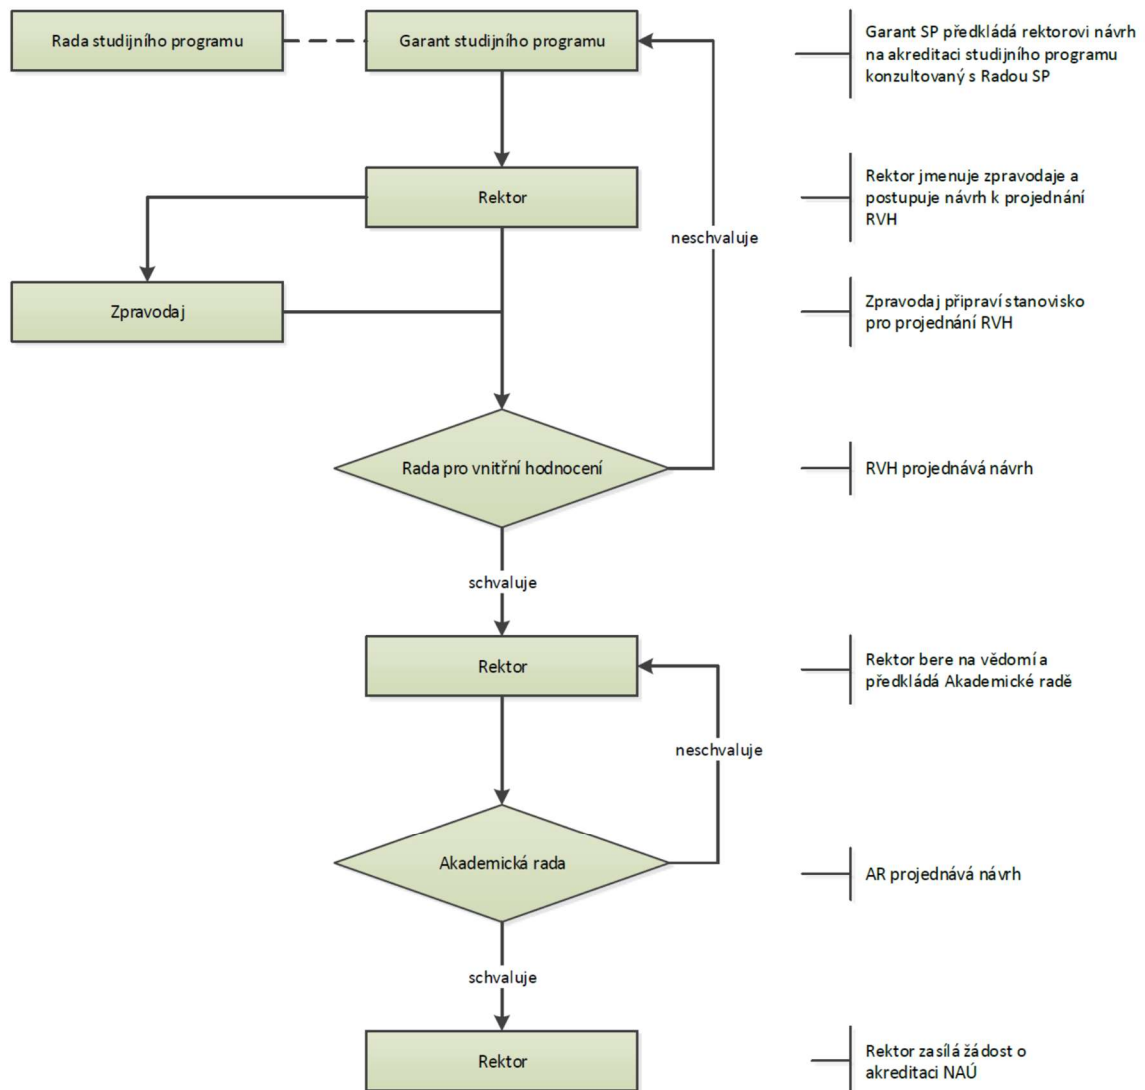 Rada studijního programu
Garant studijního programu
Garant SP předkládá rektorovi návrh
na akreditaci studijního programu
konzultovaný s Radou SP
Rektor
Rektor jmenuje zpravodaje a
postupuje návrh k projednání
RVH
neschvaluje
Zpravodaj
Zpravodaj připraví stanovisko
pro projednání RVH
Rada pro vnitřní hodnocení
RVH projednává návrh
schvaluje
Rektor
Rektor bere na vědomí a
předkládá Akademické radě
neschvaluje
Akademická rada
AR projednává návrh
schvaluje
Rektor
Rektor zasílá žádost o
akreditaci NAÚ